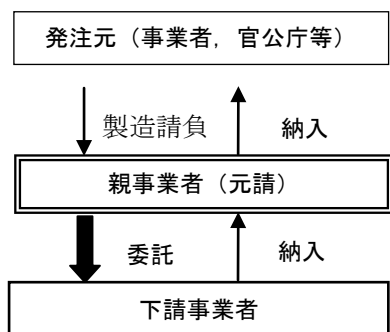 発注元（事業者，官公庁等）
製造請負 納入
親事業者（元請）
委託 納入
下請事業者